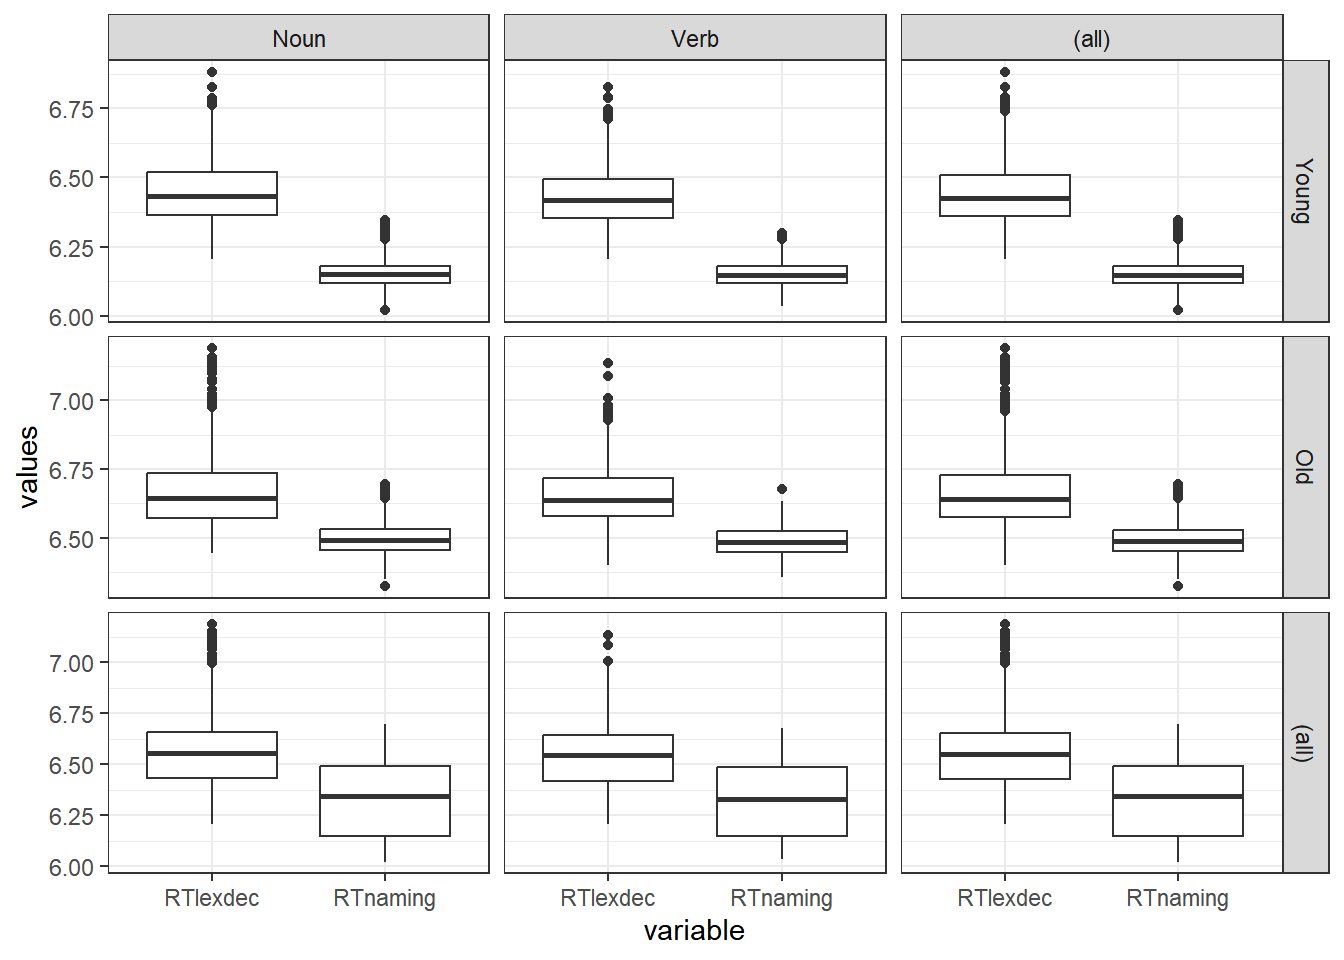 Noun Verb (all)
6.75
6.50
6.25
6.00
Young
7.00
6.75
6.50
Old
7.00
6.75
6.50
6.25
6.00
(all)
values
RTlexdec RTnaming RTlexdec RTnaming RTlexdec RTnaming
variable